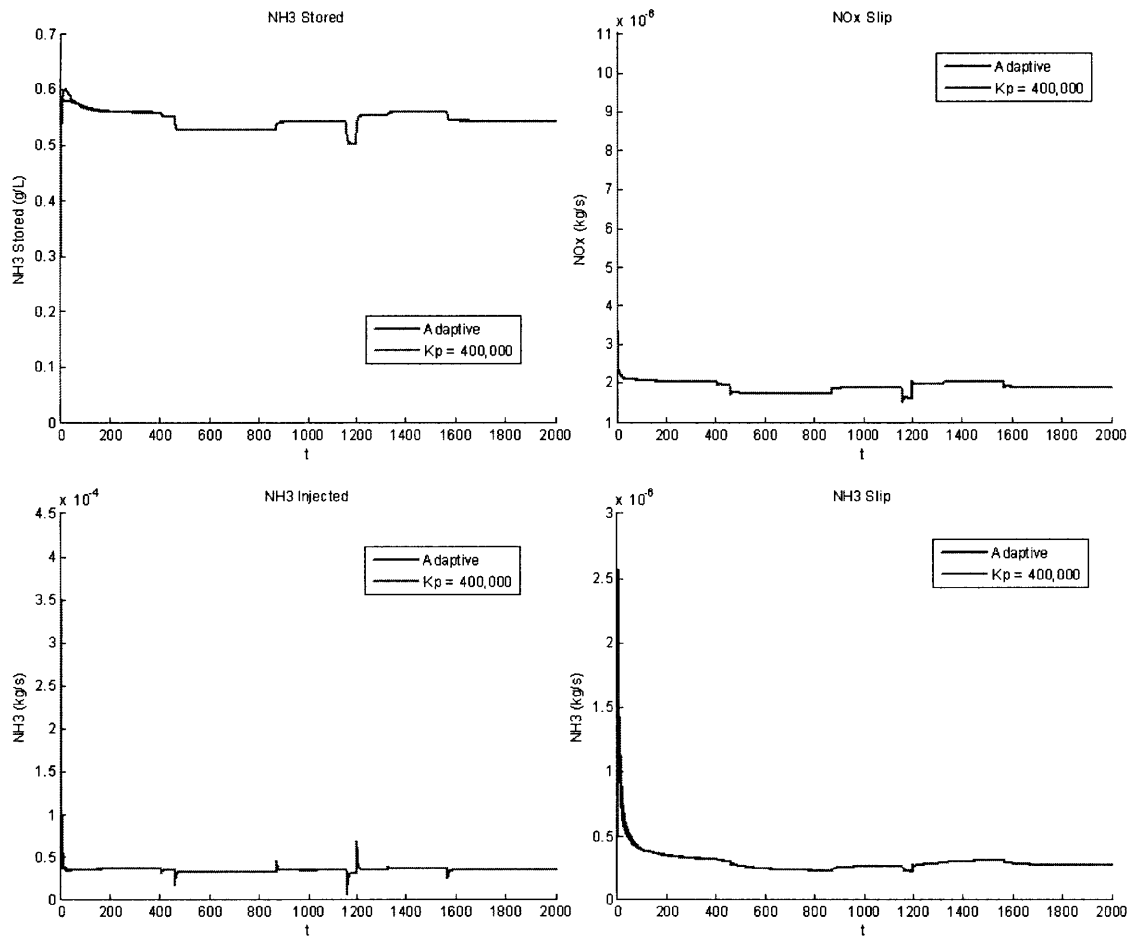 NH3 Stored
0.7
0.6
0.5
0.4
0.3
0.2
0.1
0
NH3 Stored (g/L)
Adaptive
Kp = 400,000
0 200 400 600 800 1000 1200 1400 1600 1800 2000
t
NOx Slip
x 10^-6
11
10
9
8
7
6
5
4
3
2
1
NOx (kg/s)
Adaptive
Kp = 400,000
0 200 400 600 800 1000 1200 1400 1600 1800 2000
t
NH3 Injected
x 10^-4
4.5
4
3.5
3
2.5
2
1.5
1
0.5
0
NH3 (kg/s)
Adaptive
Kp = 400,000
0 200 400 600 800 1000 1200 1400 1600 1800 2000
t
NH3 Slip
x 10^-6
3
2.5
2
1.5
1
0.5
0
NH3 (kg/s)
Adaptive
Kp = 400,000
0 200 400 600 800 1000 1200 1400 1600 1800 2000
t